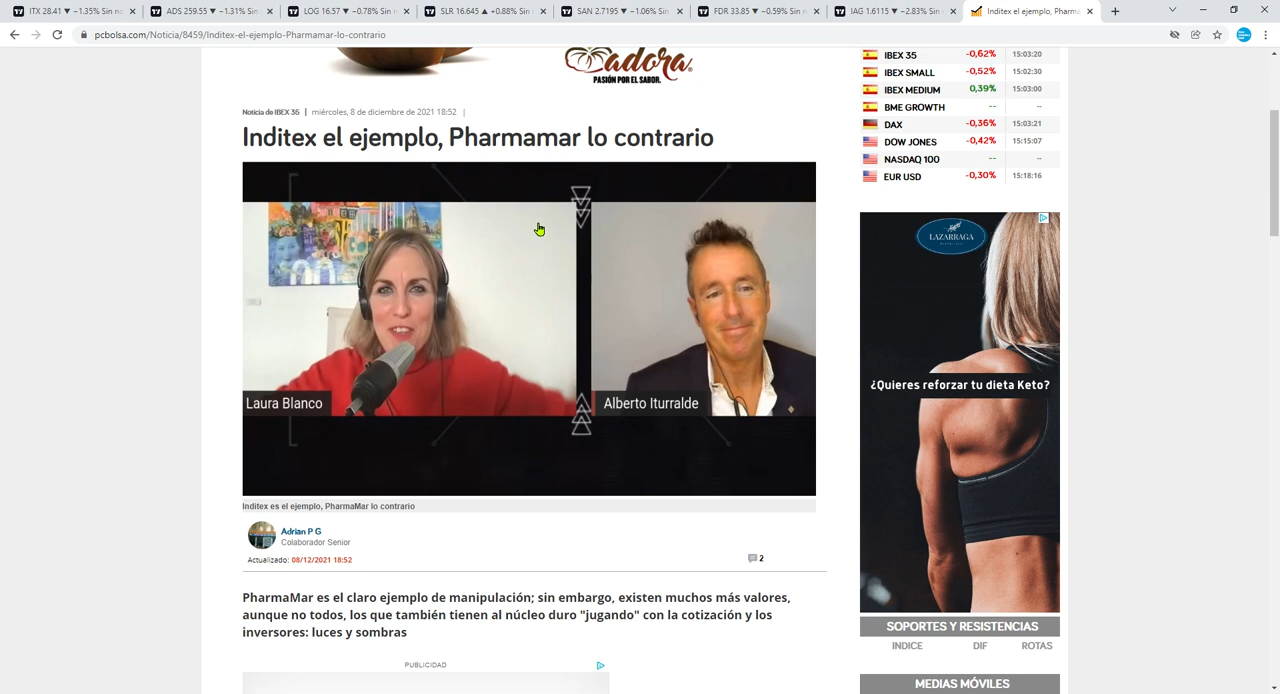 ITX 28.41 ▼ −1.35% Sin n
ADS 259.55 ▼ −1.31% Sin
LOG 16.57 ▼ −0.78% Sin n
SLR 16.645 ▲ +0.88% Sin
SAN 2.7195 ▼ −1.06% Sin
FDR 33.85 ▼ −0.59% Sin n
IAG 1.6115 ▼ −2.83% Sin
Inditex el ejemplo, Pharma
pcbolsa.com/Noticia/8459/Inditex-el-ejemplo-Pharmamar-lo-contrario
adora
PASIÓN POR EL SABOR.
IBEX 35 -0,62% 15:03:20
IBEX SMALL -0,52% 15:02:30
IBEX MEDIUM 0,39% 15:03:00
BME GROWTH -- --
DAX -0,36% 15:03:21
DOW JONES -0,42% 15:15:07
NASDAQ 100 -- --
EUR USD -0,30% 15:18:16
Noticia de IBEX 35 | miércoles, 8 de diciembre de 2021 18:52 |
Inditex el ejemplo, Pharmamar lo contrario
Laura Blanco
Alberto Iturralde
Inditex es el ejemplo, PharmaMar lo contrario
Adrian P G
Colaborador Senior
Actualizado: 08/12/2021 18:52
2
PharmaMar es el claro ejemplo de manipulación; sin embargo, existen muchos más valores,
aunque no todos, los que también tienen al núcleo duro "jugando" con la cotización y los
inversores: luces y sombras
PUBLICIDAD
LAZARRAGA
¿Quieres reforzar tu dieta Keto?
SOPORTES Y RESISTENCIAS
INDICE DIF ROTAS
MEDIAS MÓVILES